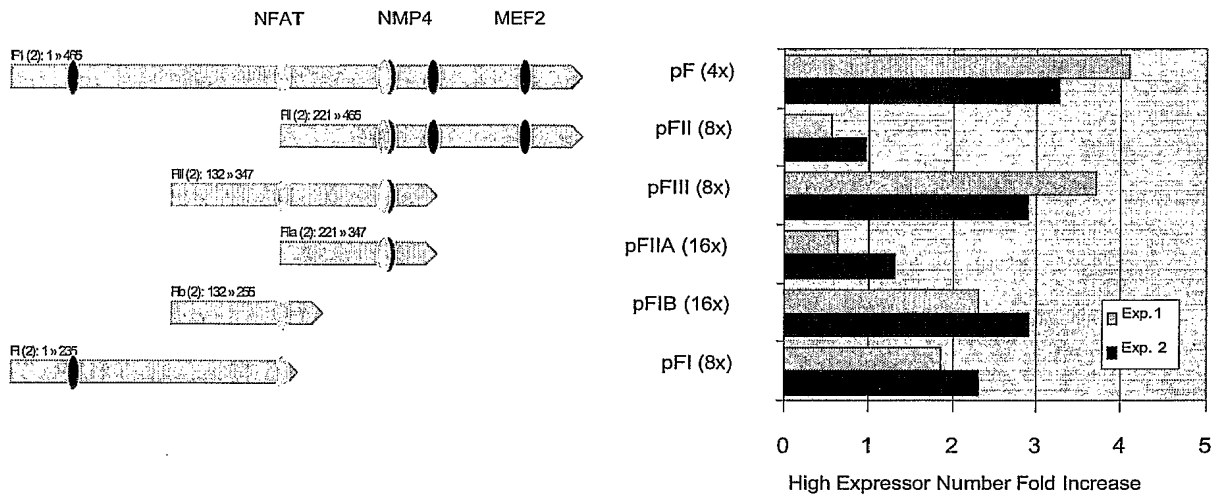 NFAT NMP4 MEF2
Fl (2): 1 » 465
pF (4x)
FII (2): 221 » 465
pFII (8x)
FIII (2): 132 » 347
pFIII (8x)
FIIa (2): 221 » 347
pFIIA (16x)
FIb (2): 132 » 255
pFIB (16x)
FI (2): 1 » 235
pFI (8x)
Exp. 1
Exp. 2
0 1 2 3 4 5
High Expressor Number Fold Increase